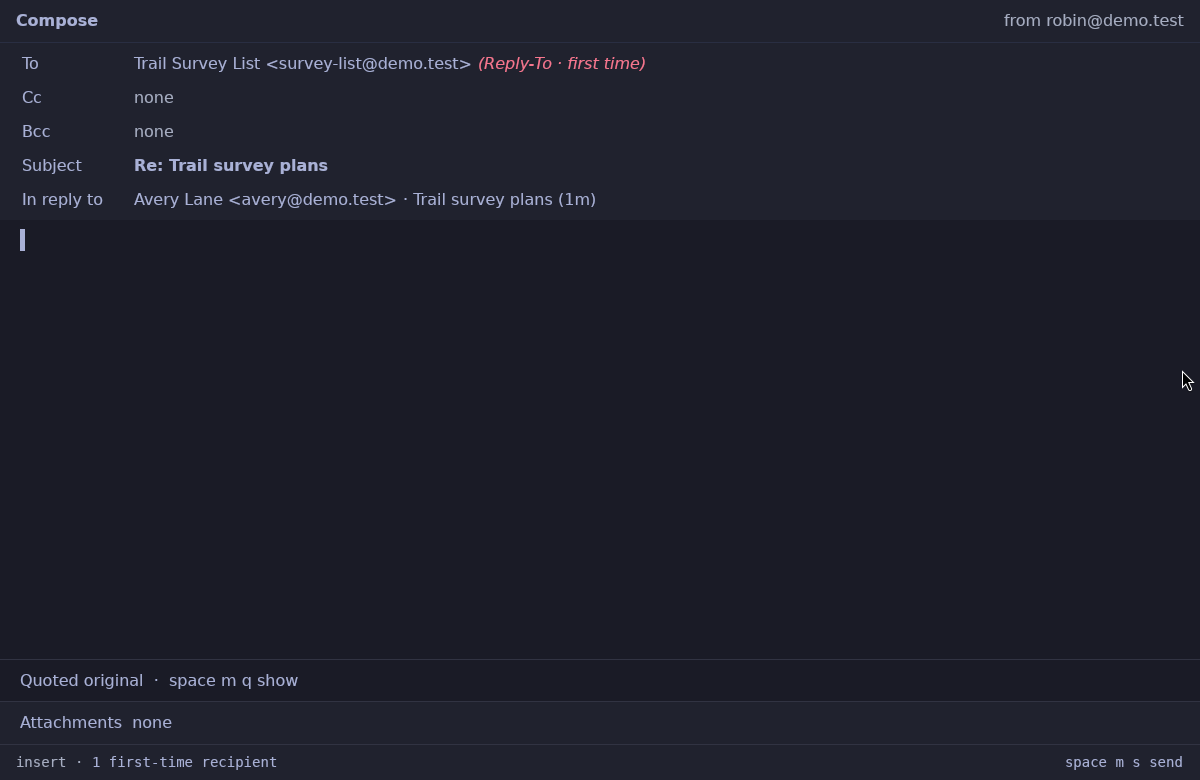 Compose
from robin@demo.test
To Trail Survey List <survey-list@demo.test> (Reply-To · first time)
Cc none
Bcc none
Subject Re: Trail survey plans
In reply to Avery Lane <avery@demo.test> · Trail survey plans (1m)
Quoted original · space m q show
Attachments none
insert · 1 first-time recipient
space m s send